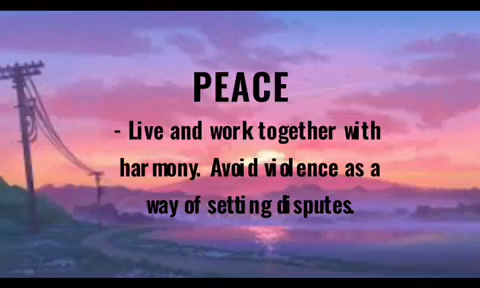 PEACE
- Live and work together with
harmony. Avoid violence as a
way of setting disputes.